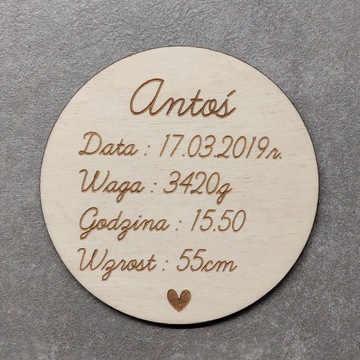 Antoś
Data : 17.03.2019r.
Waga : 3420g
Godzina : 15.50
Wzrost : 55cm